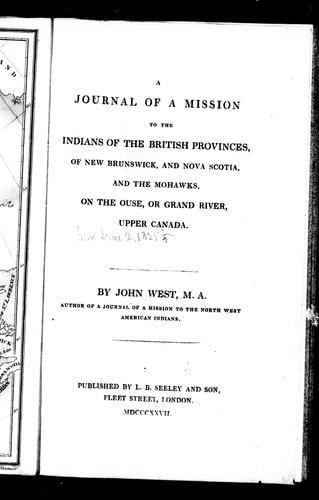 A
JOURNAL OF A MISSION
TO THE
INDIANS OF THE BRITISH PROVINCES,
OF NEW BRUNSWICK, AND NOVA SCOTIA,
AND THE MOHAWKS,
ON THE OUSE, OR GRAND RIVER,
UPPER CANADA.
BY JOHN WEST, M. A.
AUTHOR OF A JOURNAL OF A MISSION TO THE NORTH WEST
AMERICAN INDIANS.
PUBLISHED BY L. B. SEELEY AND SON,
FLEET STREET, LONDON.
MDCCCXXVII.